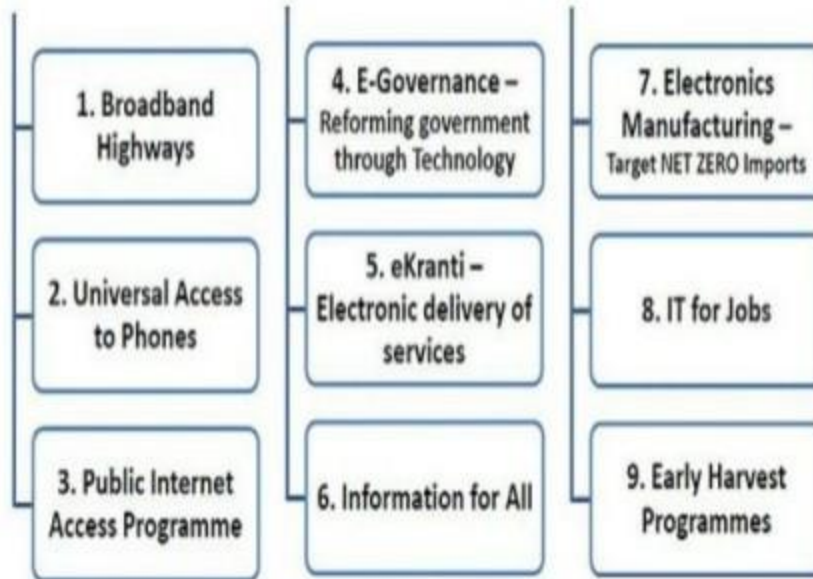 1. Broadband
Highways
2. Universal Access
to Phones
3. Public Internet
Access Programme
4. E-Governance –
Reforming government
through Technology
5. eKranti –
Electronic delivery of
services
6. Information for All
7. Electronics
Manufacturing –
Target NET ZERO Imports
8. IT for Jobs
9. Early Harvest
Programmes